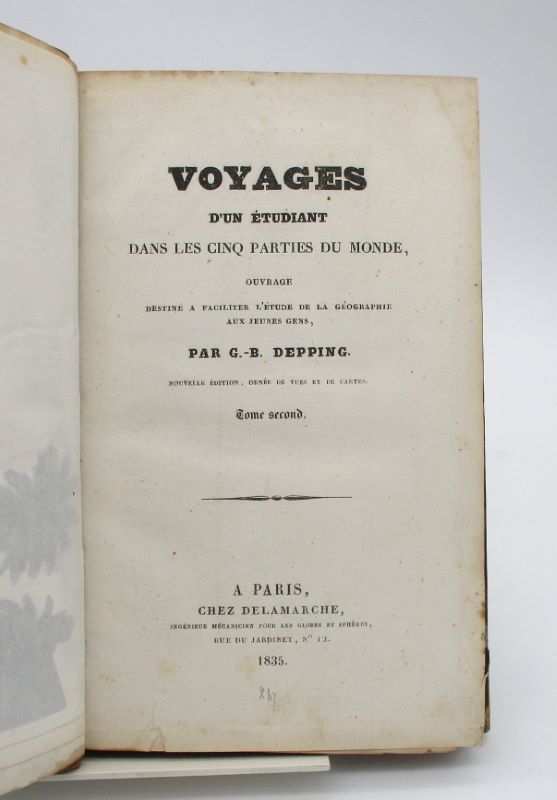 VOYAGES
D'UN ÉTUDIANT
DANS LES CINQ PARTIES DU MONDE,
OUVRAGE
DESTINÉ A FACILITER L'ÉTUDE DE LA GÉOGRAPHIE
AUX JEUNES GENS,
PAR G.-B. DEPPING.
NOUVELLE ÉDITION, ORNÉE DE VUES ET DE CARTES.
Tome second.
A PARIS,
CHEZ DELAMARCHE,
INGÉNIEUR MÉCANICIEN POUR LES GLOBES ET SPHÈRES,
RUE DU JARDINET, Nº 12.
1835.